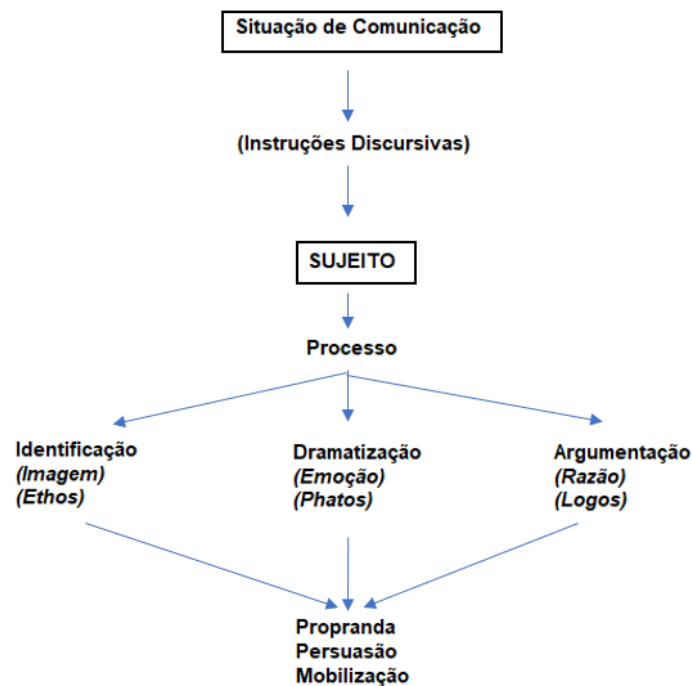 Situação de Comunicação
(Instruções Discursivas)
SUJEITO
Processo
Identificação
(Imagem)
(Ethos)
Dramatização
(Emoção)
(Phatos)
Argumentação
(Razão)
(Logos)
Propranda
Persuasão
Mobilização